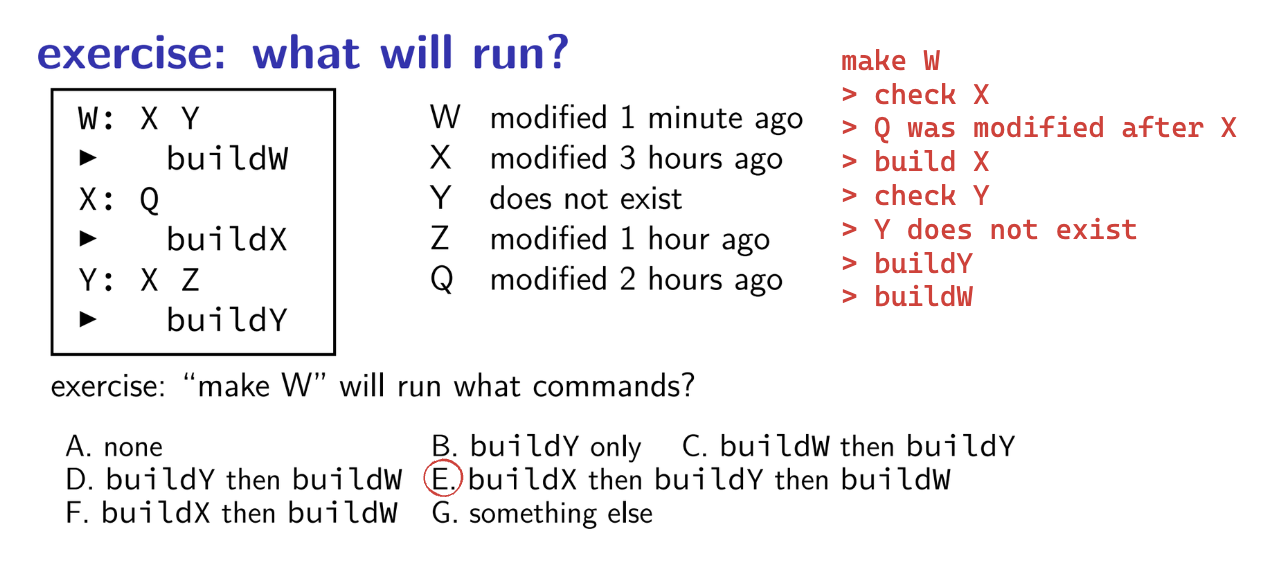 exercise: what will run?
W: X Y
▶ buildW
X: Q
▶ buildX
Y: X Z
▶ buildY
W modified 1 minute ago
X modified 3 hours ago
Y does not exist
Z modified 1 hour ago
Q modified 2 hours ago
make W
> check X
> Q was modified after X
> build X
> check Y
> Y does not exist
> buildY
> buildW
exercise: “make W” will run what commands?
A. none B. buildY only C. buildW then buildY
D. buildY then buildW E. buildX then buildY then buildW
F. buildX then buildW G. something else